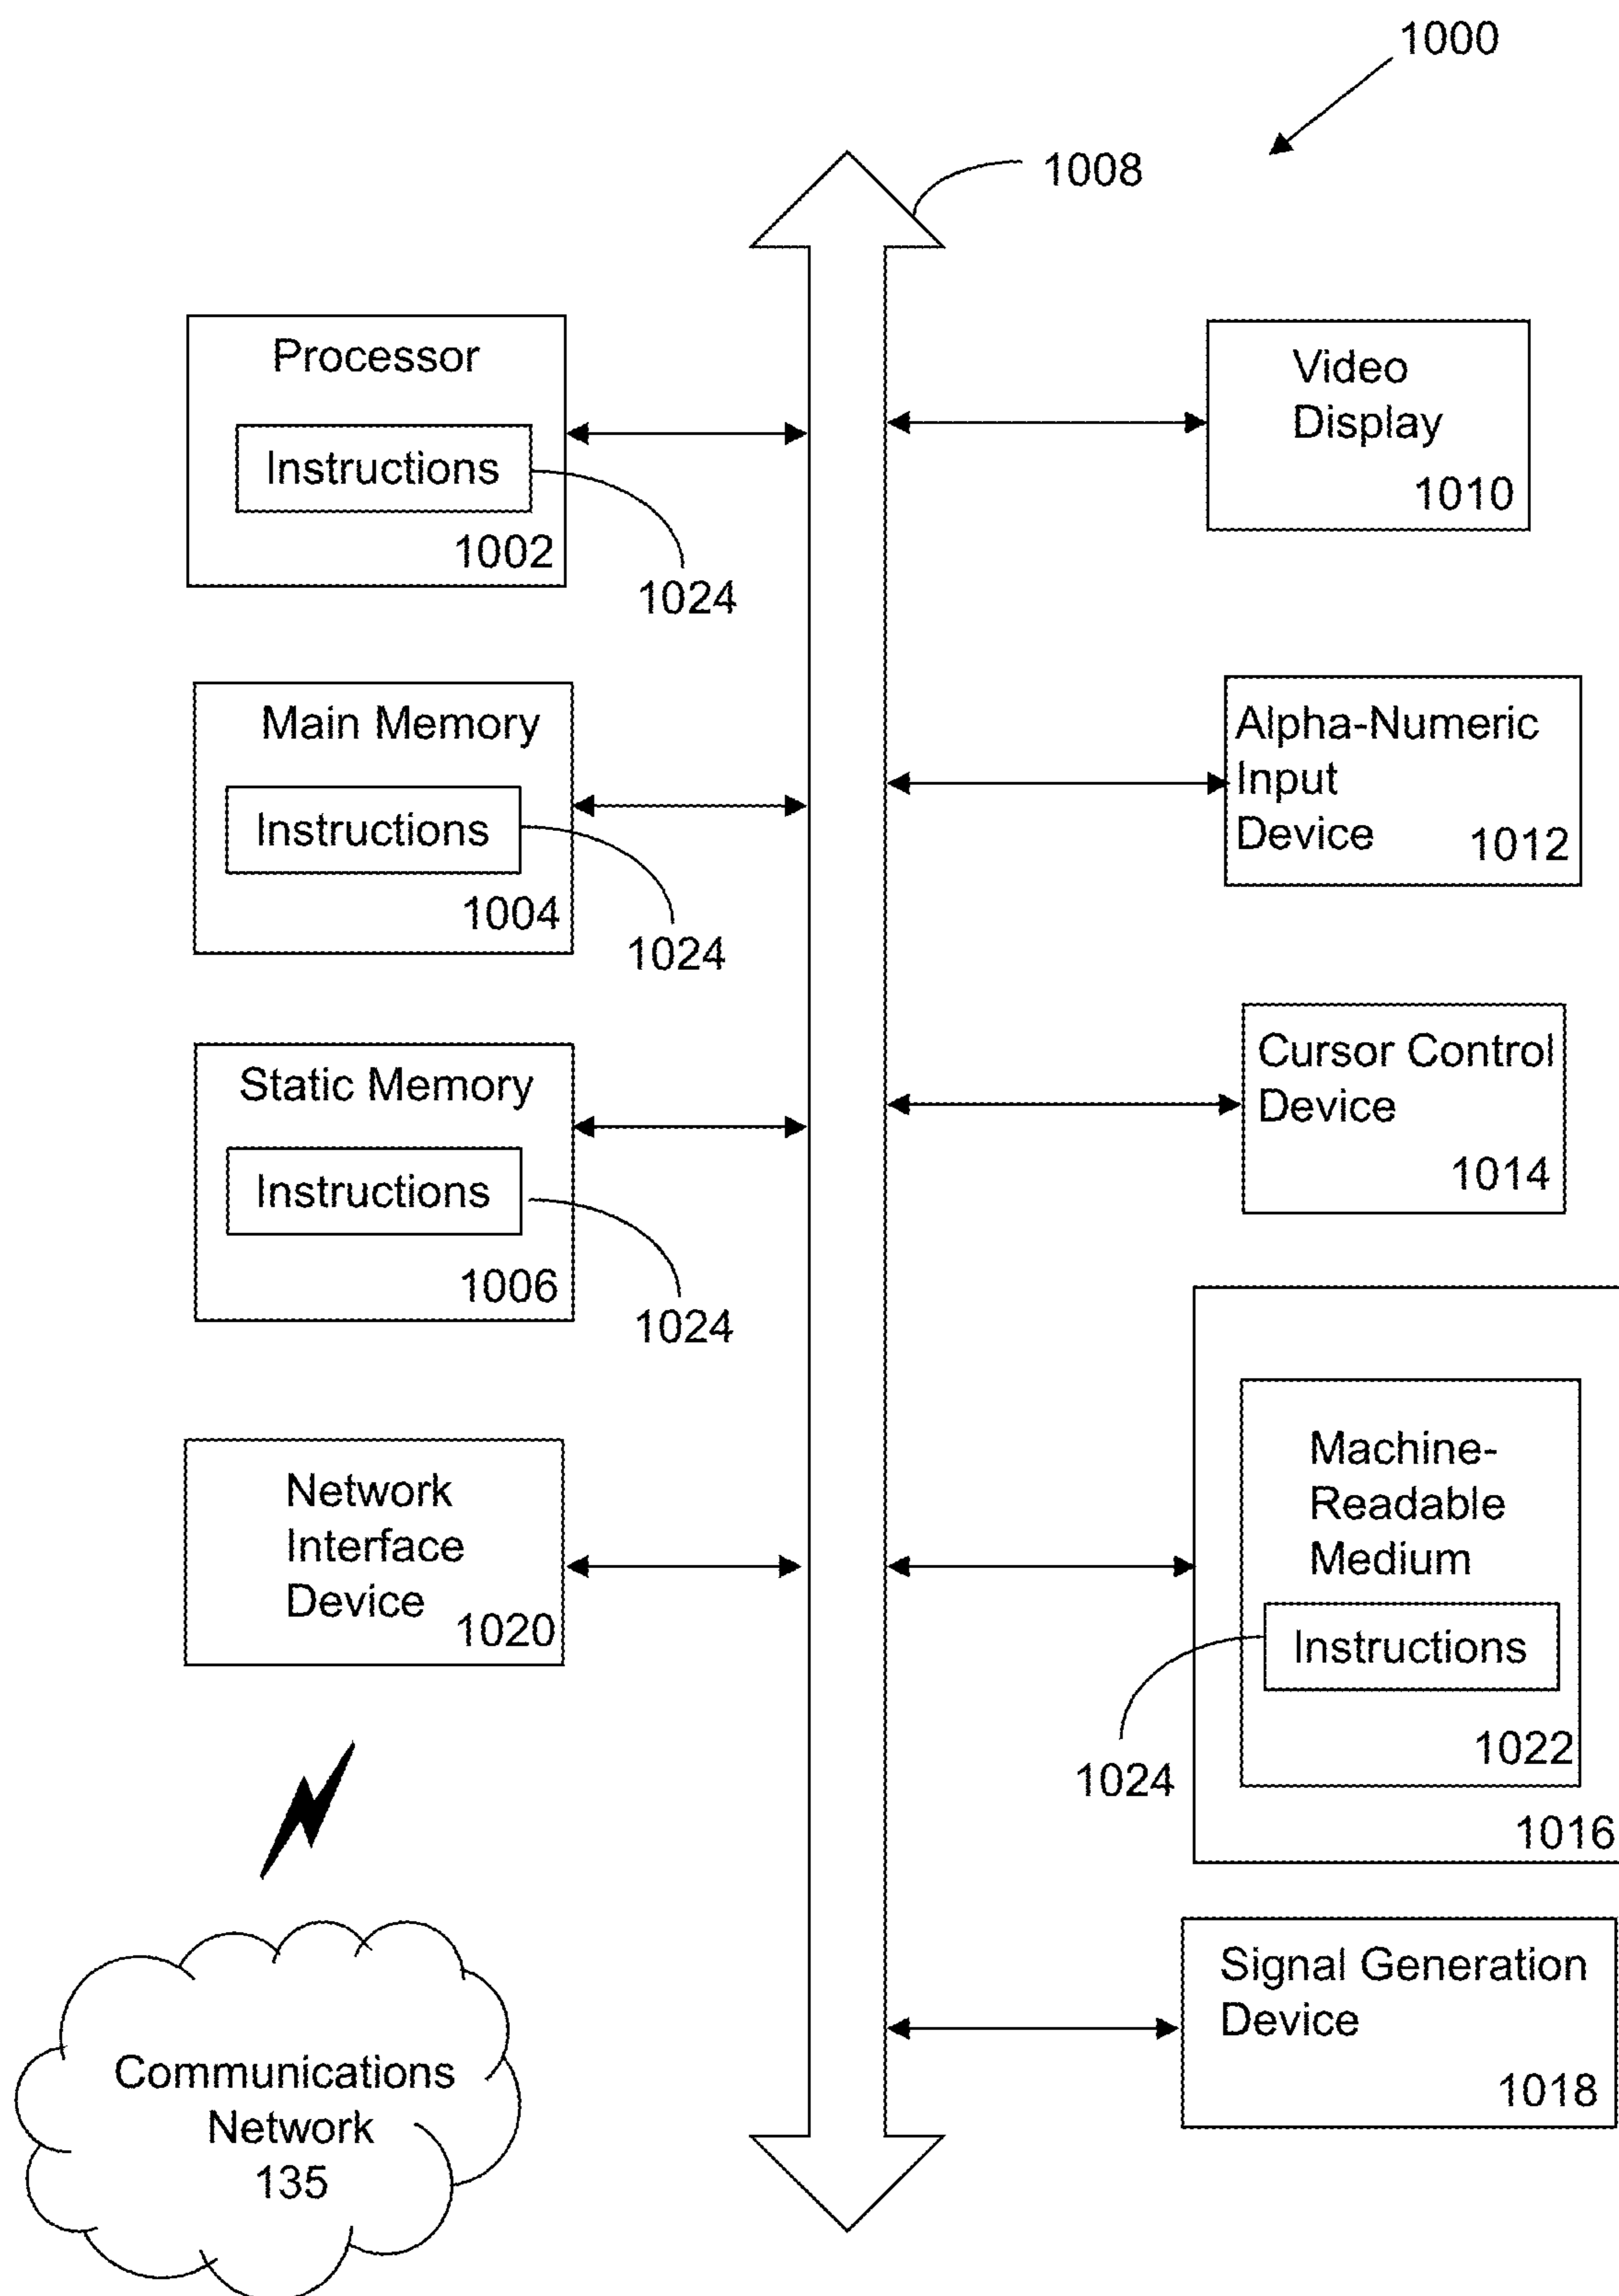 1000
1008
Processor
Instructions
1002
1024
Video
Display
1010
Main Memory
Instructions
1004
1024
Alpha-Numeric
Input
Device
1012
Static Memory
Instructions
1006
1024
Cursor Control
Device
1014
Network
Interface
Device
1020
Machine-
Readable
Medium
Instructions
1022
1024
1016
Communications
Network
135
Signal Generation
Device
1018